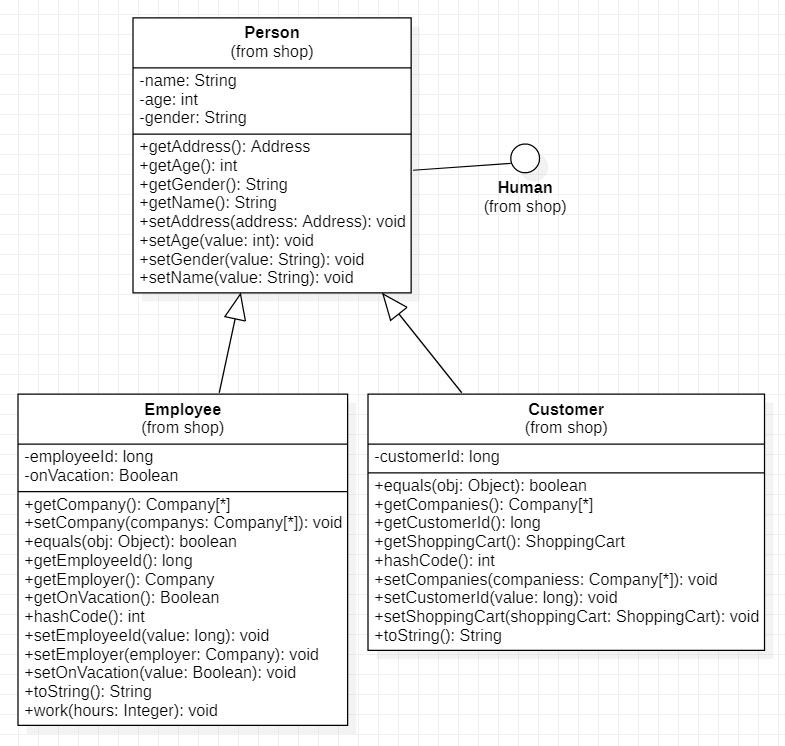 Person
(from shop)
-name: String
-age: int
-gender: String
+getAddress(): Address
+getAge(): int
+getGender(): String
+getName(): String
+setAddress(address: Address): void
+setAge(value: int): void
+setGender(value: String): void
+setName(value: String): void
Human
(from shop)
Employee
(from shop)
-employeeId: long
-onVacation: Boolean
+getCompany(): Company[*]
+setCompany(companys: Company[*]): void
+equals(obj: Object): boolean
+getEmployeeId(): long
+getEmployer(): Company
+getOnVacation(): Boolean
+hashCode(): int
+setEmployeeId(value: long): void
+setEmployer(employer: Company): void
+setOnVacation(value: Boolean): void
+toString(): String
+work(hours: Integer): void
Customer
(from shop)
-customerId: long
+equals(obj: Object): boolean
+getCompanies(): Company[*]
+getCustomerId(): long
+getShoppingCart(): ShoppingCart
+hashCode(): int
+setCompanies(companiess: Company[*]): void
+setCustomerId(value: long): void
+setShoppingCart(shoppingCart: ShoppingCart): void
+toString(): String